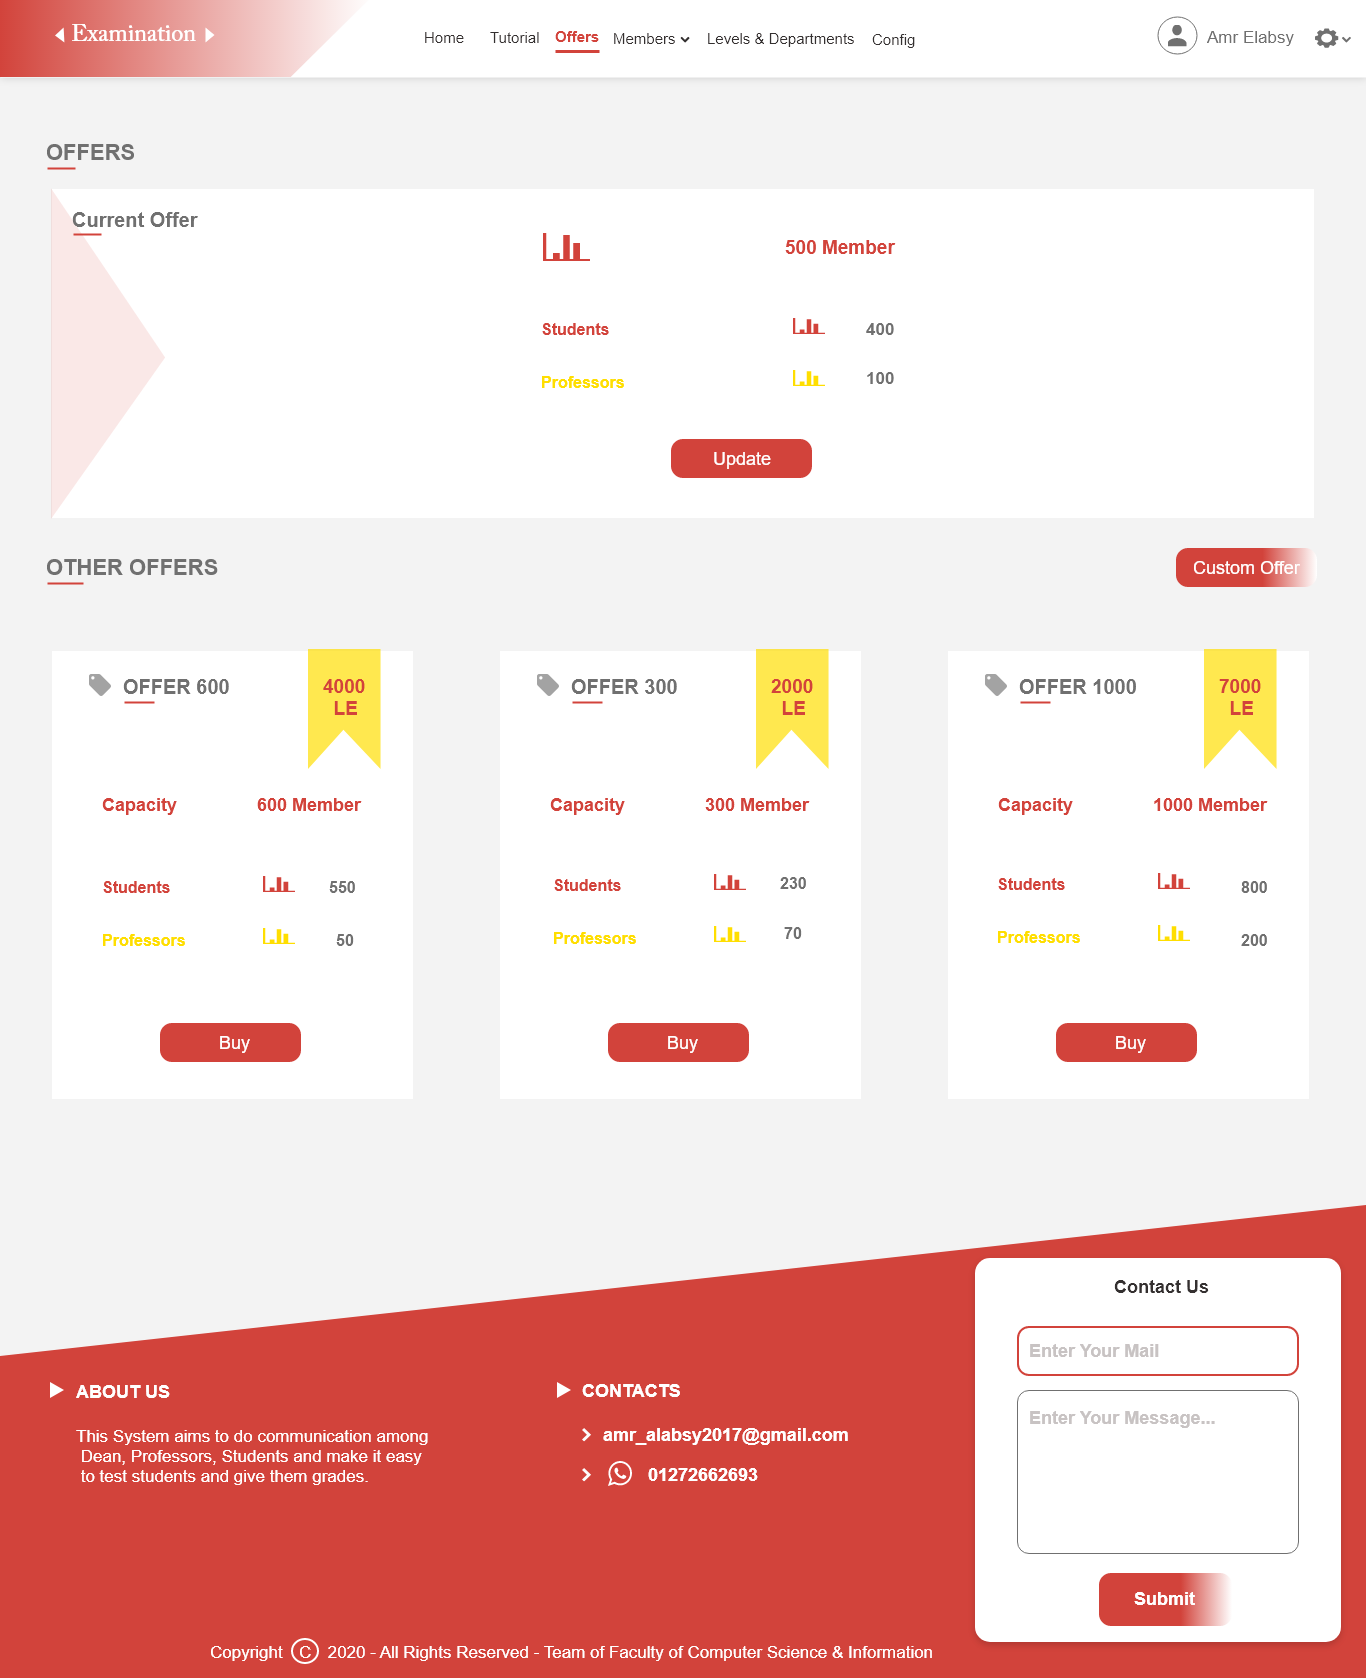 Examination
Home Tutorial Offers Members Levels & Departments Config
Amr Elabsy
OFFERS
Current Offer
500 Member
Students 400
Professors 100
Update
OTHER OFFERS
Custom Offer
OFFER 600
4000
LE
Capacity 600 Member
Students 550
Professors 50
Buy
OFFER 300
2000
LE
Capacity 300 Member
Students 230
Professors 70
Buy
OFFER 1000
7000
LE
Capacity 1000 Member
Students 800
Professors 200
Buy
ABOUT US
This System aims to do communication among
Dean, Professors, Students and make it easy
to test students and give them grades.
CONTACTS
amr_alabsy2017@gmail.com
01272662693
Contact Us
Enter Your Mail
Enter Your Message...
Submit
Copyright © 2020 - All Rights Reserved - Team of Faculty of Computer Science & Information